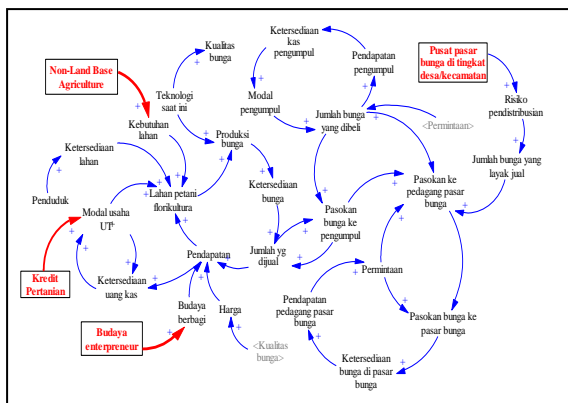 Non-Land Base
Agriculture
Kualitas
bunga
Teknologi
saat ini
Kebutuhan
lahan
Ketersediaan
lahan
Penduduk
Modal usaha
UT
Kredit
Pertanian
Ketersediaan
uang kas
Lahan petani
florikultura
Produksi
bunga
Ketersediaan
bunga
Jumlah yg
dijual
Pendapatan
Budaya
berbagi
Budaya
enterpreneur
Harga
<Kualitas
bunga>
Ketersediaan
kas pengumpul
Pendapatan
pengumpul
Modal
pengumpul
Jumlah bunga
yang dibeli
<Permintaan>
Pusat pasar
bunga di tingkat
desa/kecamatan
Risiko
pendistribusian
Jumlah bunga yang
layak jual
Pasokan ke
pedagang pasar
bunga
Pasokan
bunga ke
pengumpul
Permintaan
Pendapatan
pedagang pasar
bunga
Pasokan bunga ke
pasar bunga
Ketersediaan
bunga di pasar
bunga